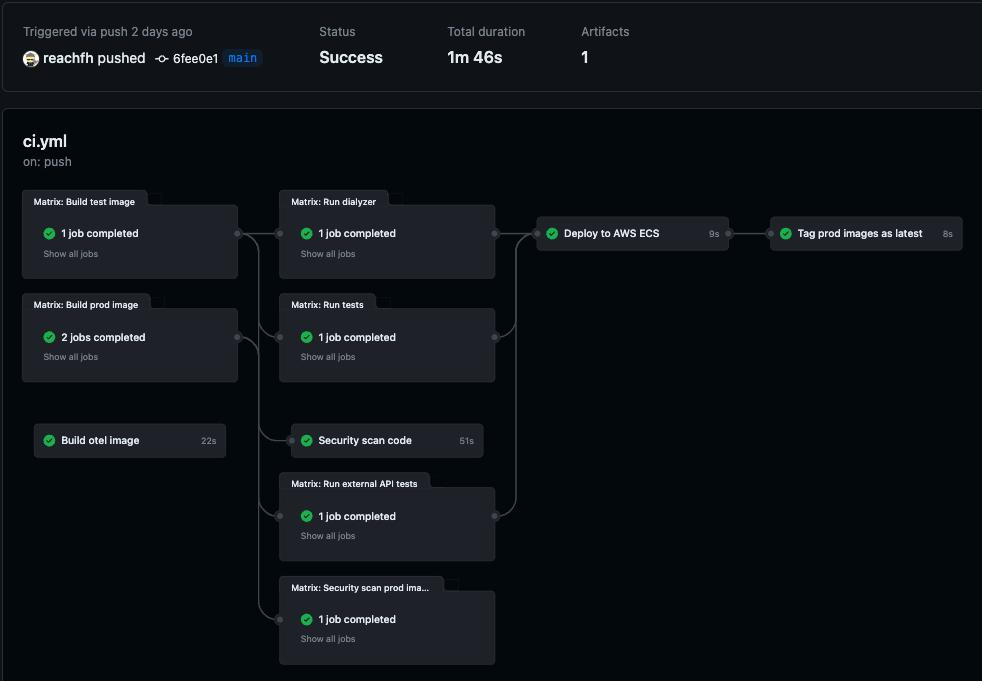 Triggered via push 2 days ago
reachfh pushed 6fee0e1 main
Status
Success
Total duration
1m 46s
Artifacts
1
ci.yml
on: push
Matrix: Build test image
1 job completed
Show all jobs
Matrix: Build prod image
2 jobs completed
Show all jobs
Build otel image 22s
Matrix: Run dialyzer
1 job completed
Show all jobs
Matrix: Run tests
1 job completed
Show all jobs
Security scan code 51s
Matrix: Run external API tests
1 job completed
Show all jobs
Matrix: Security scan prod ima...
1 job completed
Show all jobs
Deploy to AWS ECS 9s
Tag prod images as latest 8s